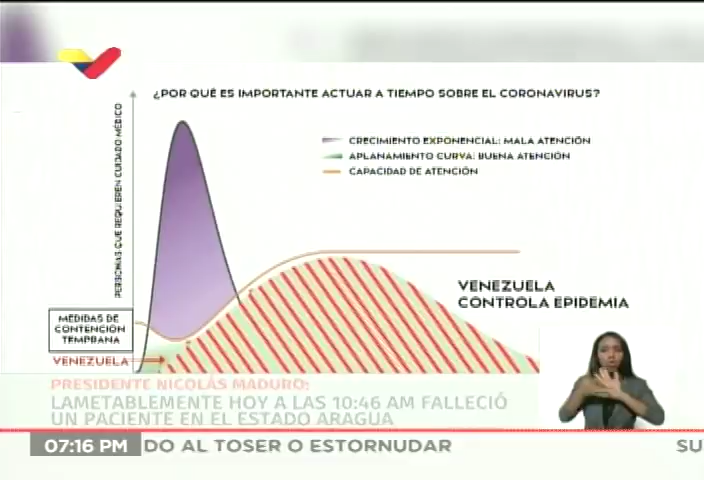 ¿POR QUÉ ES IMPORTANTE ACTUAR A TIEMPO SOBRE EL CORONAVIRUS?
PERSONAS QUE REQUIEREN CUIDADO MÉDICO
CRECIMIENTO EXPONENCIAL: MALA ATENCIÓN
APLANAMIENTO CURVA: BUENA ATENCIÓN
CAPACIDAD DE ATENCIÓN
VENEZUELA
CONTROLA EPIDEMIA
MEDIDAS DE
CONTENCIÓN
TEMPRANA
VENEZUELA
PRESIDENTE NICOLÁS MADURO:
LAMETABLEMENTE HOY A LAS 10:46 AM FALLECIÓ
UN PACIENTE EN EL ESTADO ARAGUA
07:16 PM DO AL TOSER O ESTORNUDAR SU